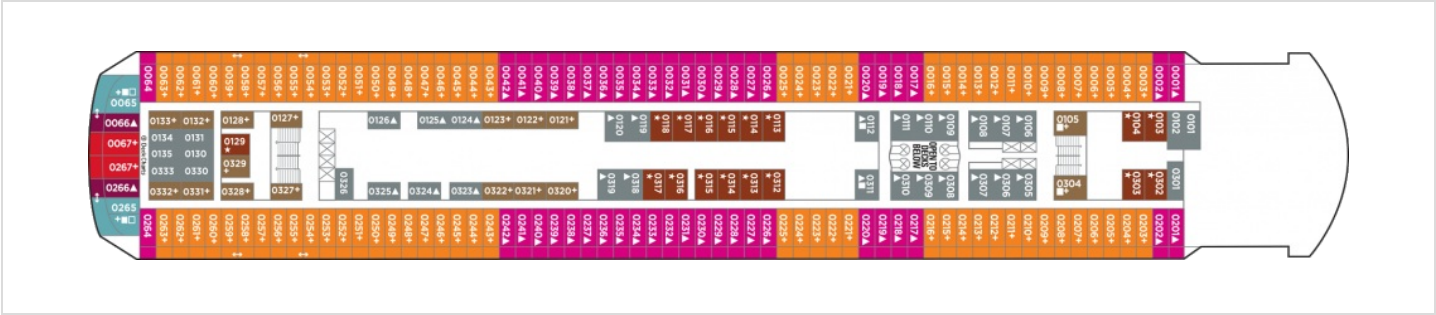 0064 0063+ 0062+ 0061+ 0060+ 0059+ 0058+ 0057+ 0056+ 0055+ 0054+ 0053+ 0052+ 0051+ 0050+ 0049+ 0048+ 0047+ 0046+ 0045+ 0044+ 0043+ 0042▲ 0041▲ 0040▲ 0039▲ 0038▲ 0037▲ 0036▲ 0035▲ 0034▲ 0033▲ 0032▲ 0031▲ 0030▲ 0029▲ 0028▲ 0027▲ 0026▲ 0025+ 0024+ 0023+ 0022+ 0021+ 0020▲ 0019▲ 0018▲ 0017▲ 0016+ 0015+ 0014+ 0013+ 0012+ 0011+ 0010+ 0009+ 0008+ 0007+ 0006+ 0005+ 0004+ 0003+ 0002▲ 0001▲
+■□
0065
0066▲
0067+
0267+
0266▲
0265
+■□
Deck Chairs
0133+ 0132+ 0128+ 0127+ 0126▲ 0125▲ 0124▲ 0123+ 0122+ 0121+ 0120▲ 0119▲ 0118★ 0117★ 0116★ 0115★ 0114★ 0113★ 0112▲■ 0111▲ 0110▲ 0109▲ 0108▲ 0107▲ 0106▲ 0105■+ 0104★ 0103★ 0102 0101
0134 0131
0129★
0135 0130
0333 0330
0329+
OPEN TO
DECKS
BELOW
0332+ 0331+ 0328+ 0327+ 0326 0325▲ 0324▲ 0323▲ 0322+ 0321+ 0320+ 0319▲ 0318▲ 0317★ 0316★ 0315★ 0314★ 0313★ 0312★ 0311▲■ 0310▲ 0309▲ 0308▲ 0307▲ 0306▲ 0305▲ 0304■+ 0303★ 0302★ 0301
0264 0263+ 0262+ 0261+ 0260+ 0259+ 0258+ 0257+ 0256+ 0255+ 0254+ 0253+ 0252+ 0251+ 0250+ 0249+ 0248+ 0247+ 0246+ 0245+ 0244+ 0243+ 0242▲ 0241▲ 0240▲ 0239▲ 0238▲ 0237▲ 0236▲ 0235▲ 0234▲ 0233▲ 0232▲ 0231▲ 0230▲ 0229▲ 0228▲ 0227▲ 0226▲ 0225+ 0224+ 0223+ 0222+ 0221+ 0220▲ 0219▲ 0218▲ 0217▲ 0216+ 0215+ 0214+ 0213+ 0212+ 0211+ 0210+ 0209+ 0208+ 0207+ 0206+ 0205+ 0204+ 0203+ 0202▲ 0201▲